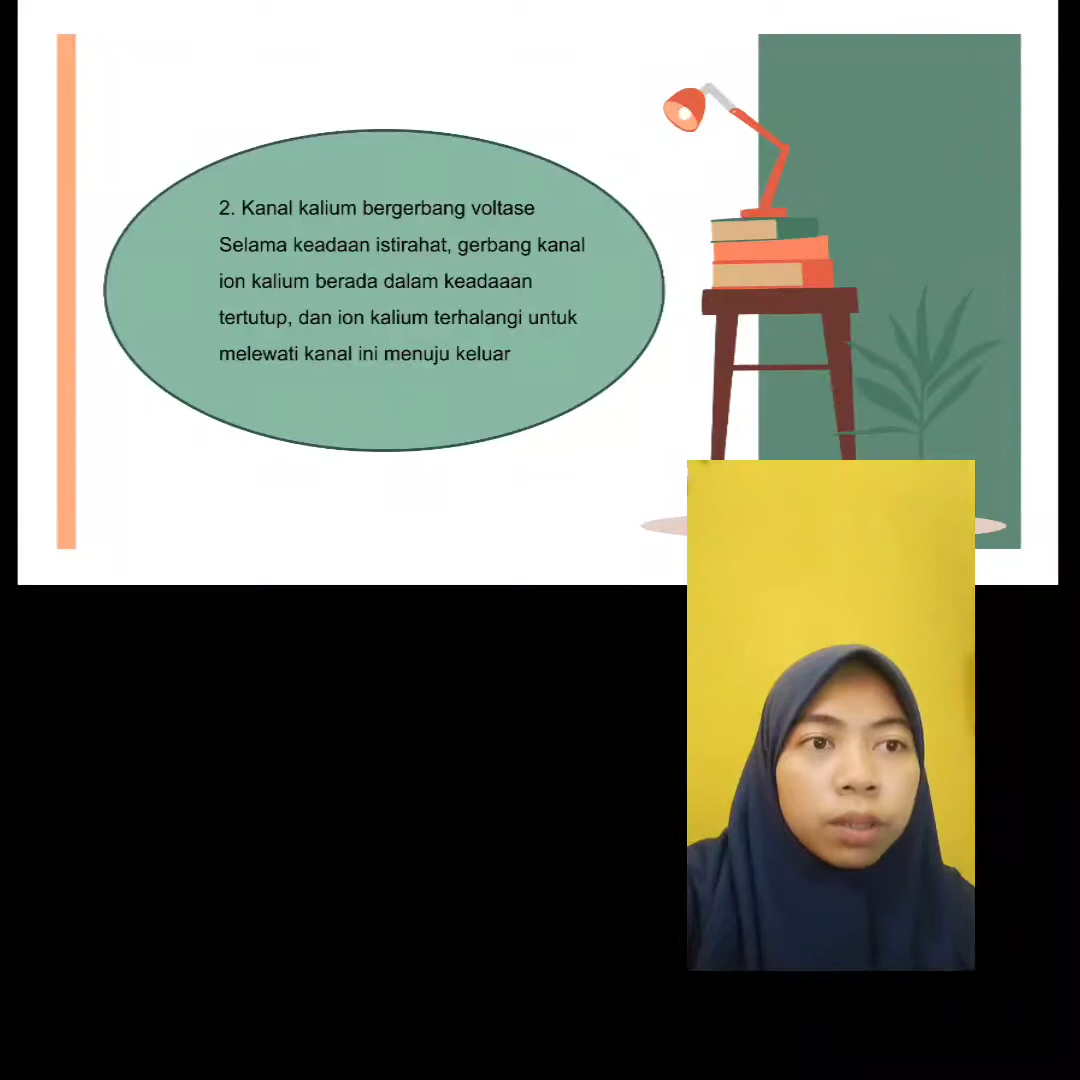 2. Kanal kalium bergerbang voltase
Selama keadaan istirahat, gerbang kanal
ion kalium berada dalam keadaaan
tertutup, dan ion kalium terhalangi untuk
melewati kanal ini menuju keluar